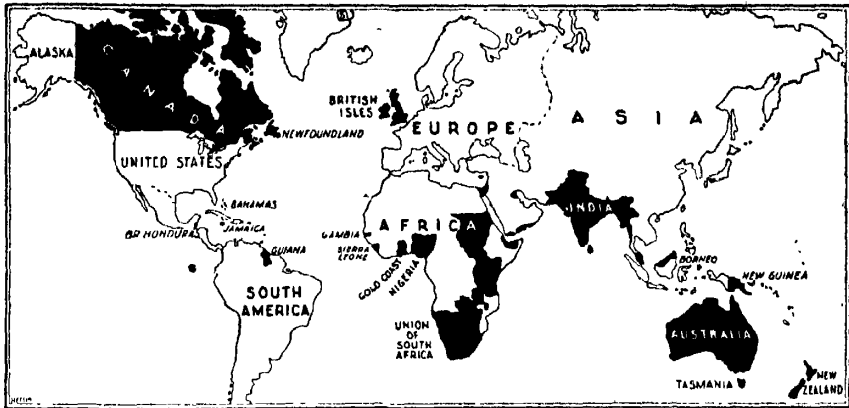 ALASKA
CANADA
BRITISH
ISLES
EUROPE
ASIA
NEWFOUNDLAND
UNITED STATES
BAHAMAS
JAMAICA
BR HONDURAS
GUIANA
SOUTH
AMERICA
AFRICA
GAMBIA
SIERRA
LEONE
GOLD COAST
NIGERIA
UNION OF
SOUTH
AFRICA
INDIA
BORNEO
NEW GUINEA
AUSTRALIA
TASMANIA
NEW
ZEALAND